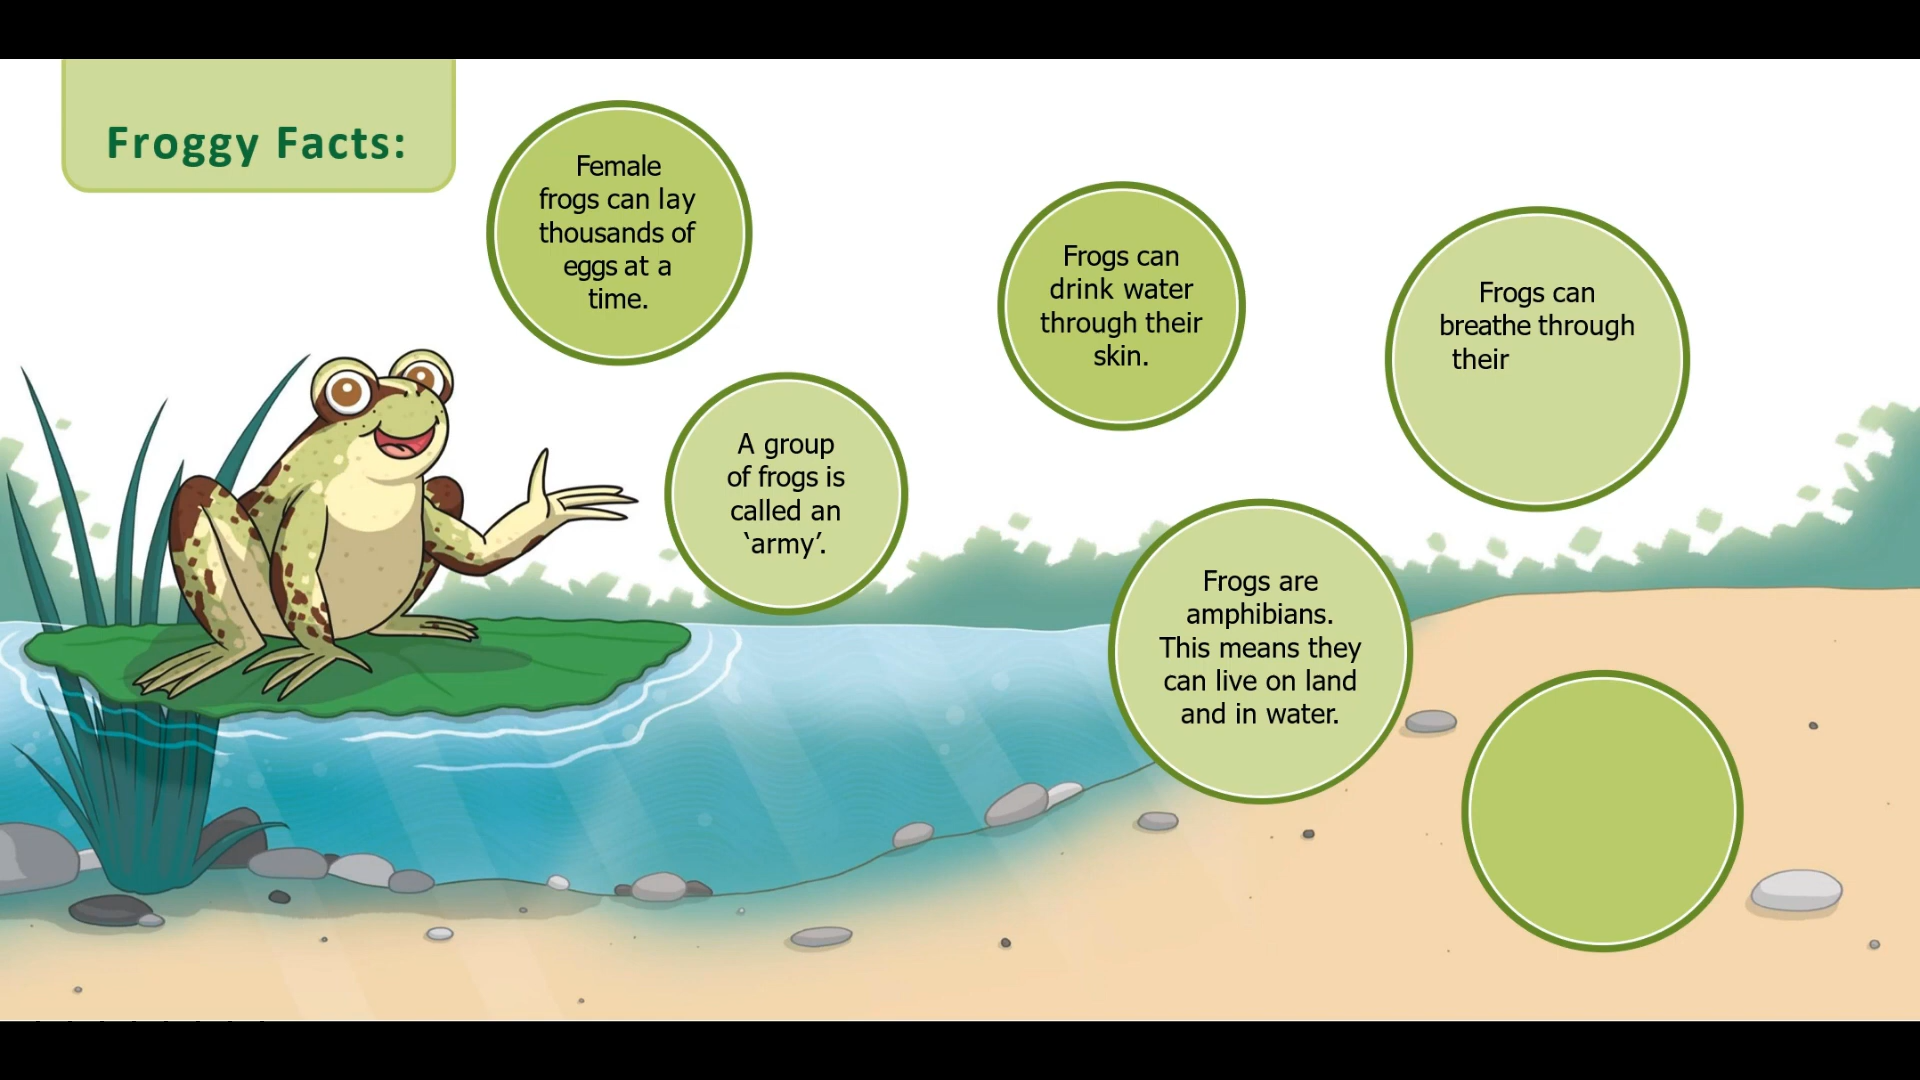 Froggy Facts:
Female
frogs can lay
thousands of
eggs at a
time.
A group
of frogs is
called an
‘army’.
Frogs can
drink water
through their
skin.
Frogs are
amphibians.
This means they
can live on land
and in water.
Frogs can
breathe through
their